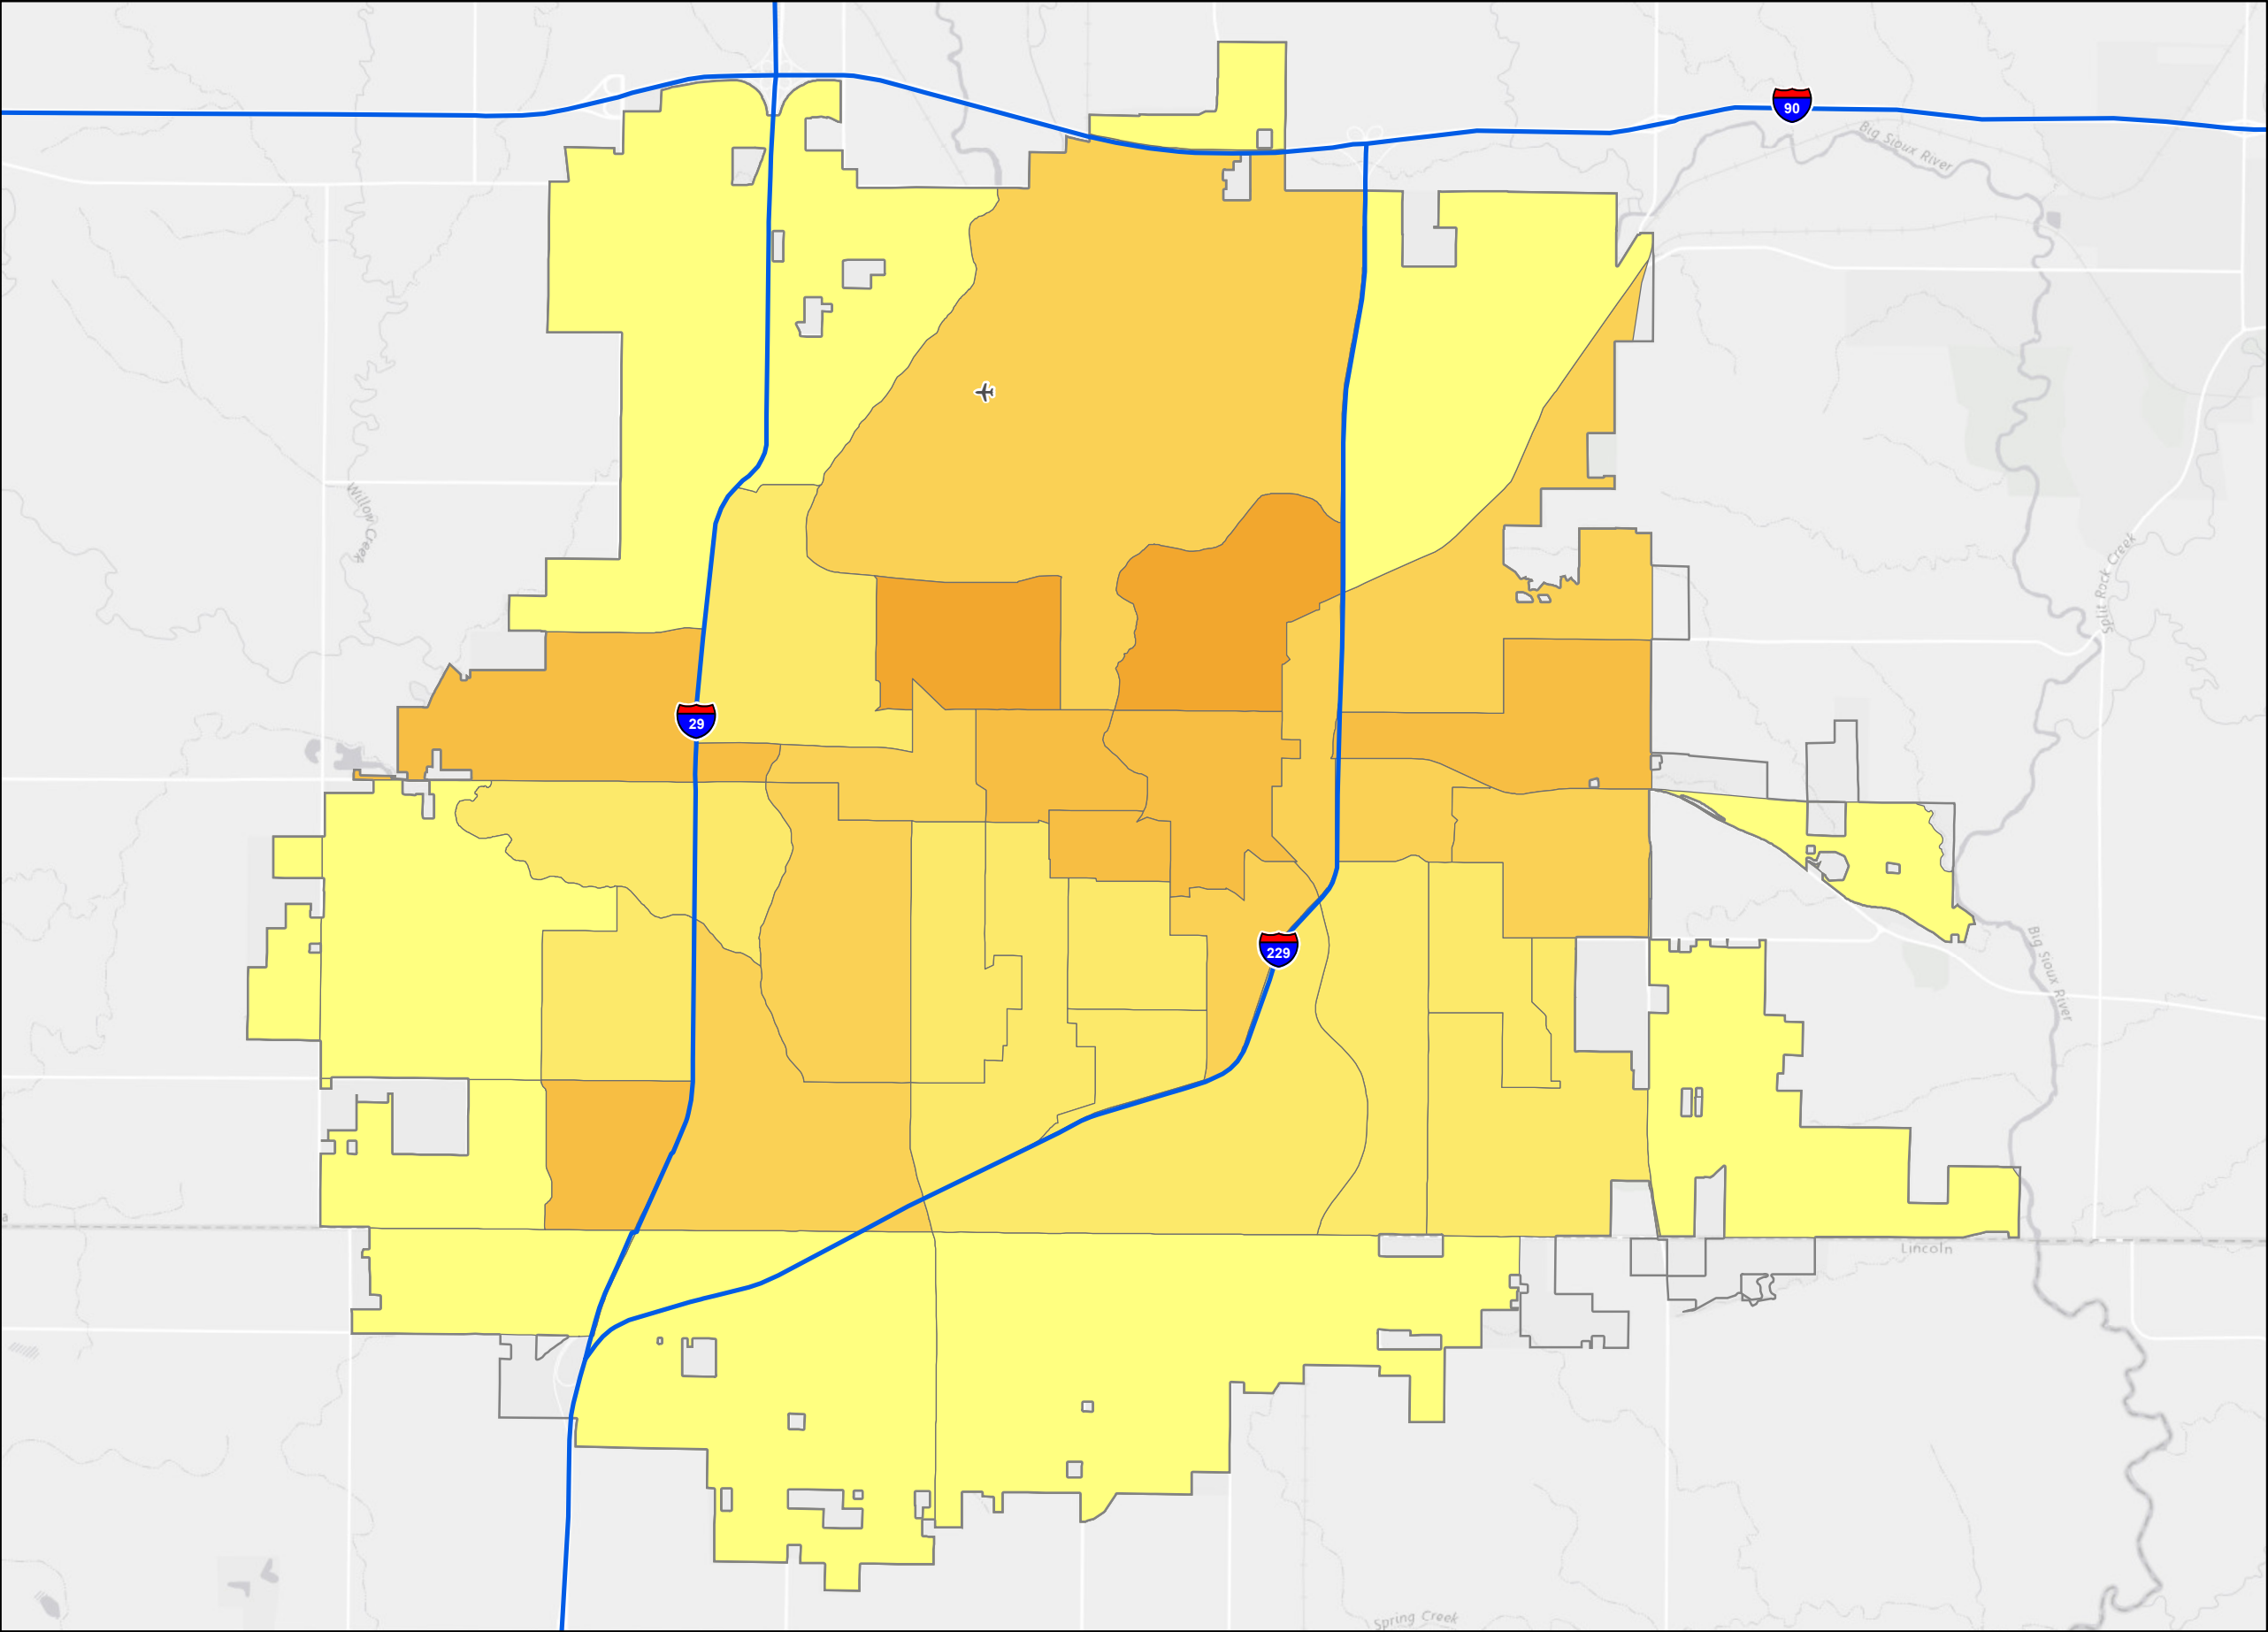 90
Big Sioux River
Willow Creek
Split Rock Creek
29
229
Big Sioux River
a
Lincoln
Spring Creek